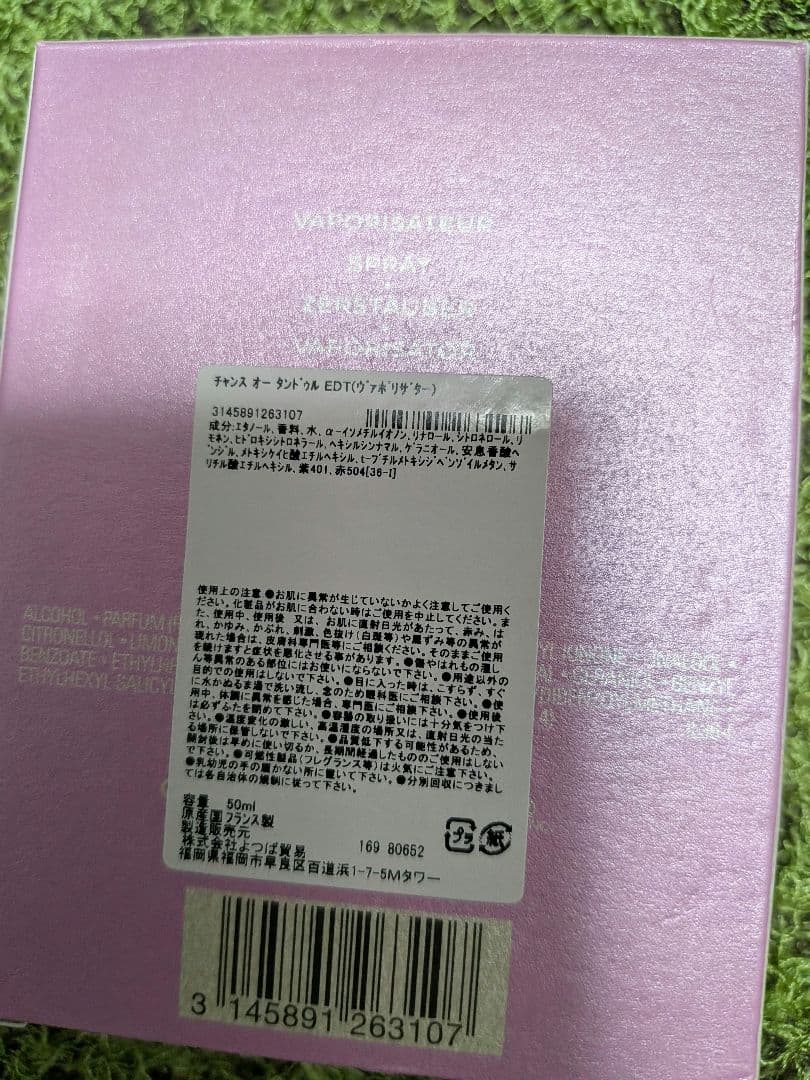 VAPORISATEUR
SPRAY
ZERSTÄUBER
VAPORISATOR
チャンス オー タンドゥル EDT(ヴァポリザター)
3145891263107
成分:エタノール、香料、水、α-イソメチルイオノン、リナロール、シトロネロール、リ
モネン、ヒドロキシシトロネラール、ヘキシルシンナマル、ゲラニオール、安息香酸ベ
ンジル、メトキシケイヒ酸エチルヘキシル、t-ブチルメトキシジベンゾイルメタン、サ
リチル酸エチルヘキシル、紫401、赤504[36-I]
使用上の注意 ●お肌に異常が生じていないかよく注意してご使用く
ださい。化粧品がお肌に合わない時はご使用を中止してください。ま
た、使用中、使用後 又は、お肌に直射日光があたって、赤み、は
れ、かゆみ、かぶれ、刺激、色抜け(白斑等)や黒ずみ等の異常が
現れた場合は、皮膚科専門医等にご相談ください。そのままご使用
を続けますと症状を悪化させる事があります。●傷やはれもの湿し
ん等異常のある部位にはお使いにならないで下さい。●用途以外の
目的での使用はしないで下さい。●目に入った時は、こすらず、すぐ
に水かぬるま湯で洗い流し、念のため眼科医にご相談下さい。●使
用中、体調に異常を感じた場合、専門医にご相談下さい。●使用後
は必ずふたを閉めて下さい。●容器の取り扱いには十分気をつけ下
さい。●温度変化の激しい、高温湿度の場所又は、直射日光の当た
る場所に保管しないで下さい。●品質低下する可能性があるため、
開封後は早めに使い切るか、長期間経過したもののご使用はしない
で下さい。●可燃性製品(フレグランス等)は火気にご注意下さい。
●乳幼児の手の届かない所に置いて下さい。●分別回収につきまし
ては各自治体の規制に従って下さい。
容量 50ml
原産国 フランス製
製造販売元
株式会社よつば貿易 169 80652
福岡県福岡市早良区百道浜1-7-5Mタワー
プラ 紙
ALCOHOL • PARFUM
CITRONELLOL • LIMON
BENZOATE • ETHYLH
ETHYLHEXYL SALICYL
3 145891 263107